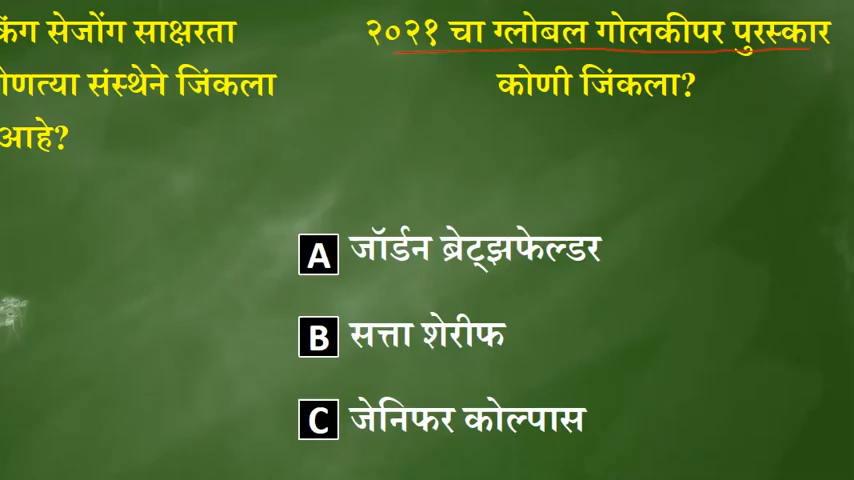 क्रिंग सेजोंग साक्षरता
णत्या संस्थेने जिंकला
आहे?
२०२१ चा ग्लोबल गोलकीपर पुरस्कार
कोणी जिंकला?
A जॉर्डन ब्रेट्झफेल्डर
B सत्ता शेरीफ
C जेनिफर कोल्पास